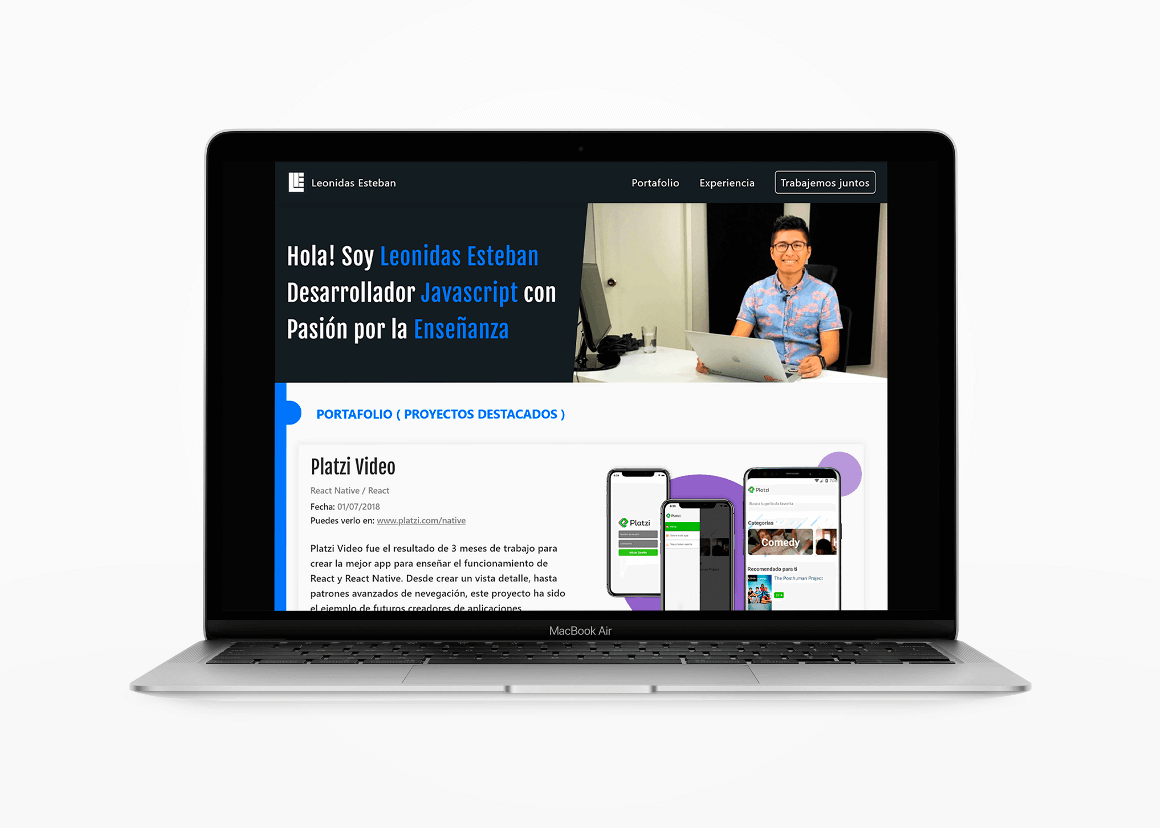 Leonidas Esteban
Portafolio
Experiencia
Trabajemos juntos
Hola! Soy Leonidas Esteban
Desarrollador Javascript con
Pasión por la Enseñanza
PORTAFOLIO ( PROYECTOS DESTACADOS )
Platzi Video
React Native / React
Fecha: 01/07/2018
Puedes verlo en: www.platzi.com/native
Platzi Video fue el resultado de 3 meses de trabajo para
crear la mejor app para enseñar el funcionamiento de
React y React Native. Desde crear un vista detalle, hasta
patrones avanzados de nevegación, este proyecto ha sido
el ejemplo de futuros creadores de aplicaciones
Platzi
Platzi
Categorías
Comedy
Recomendado para ti
The Posthuman Project
MacBook Air